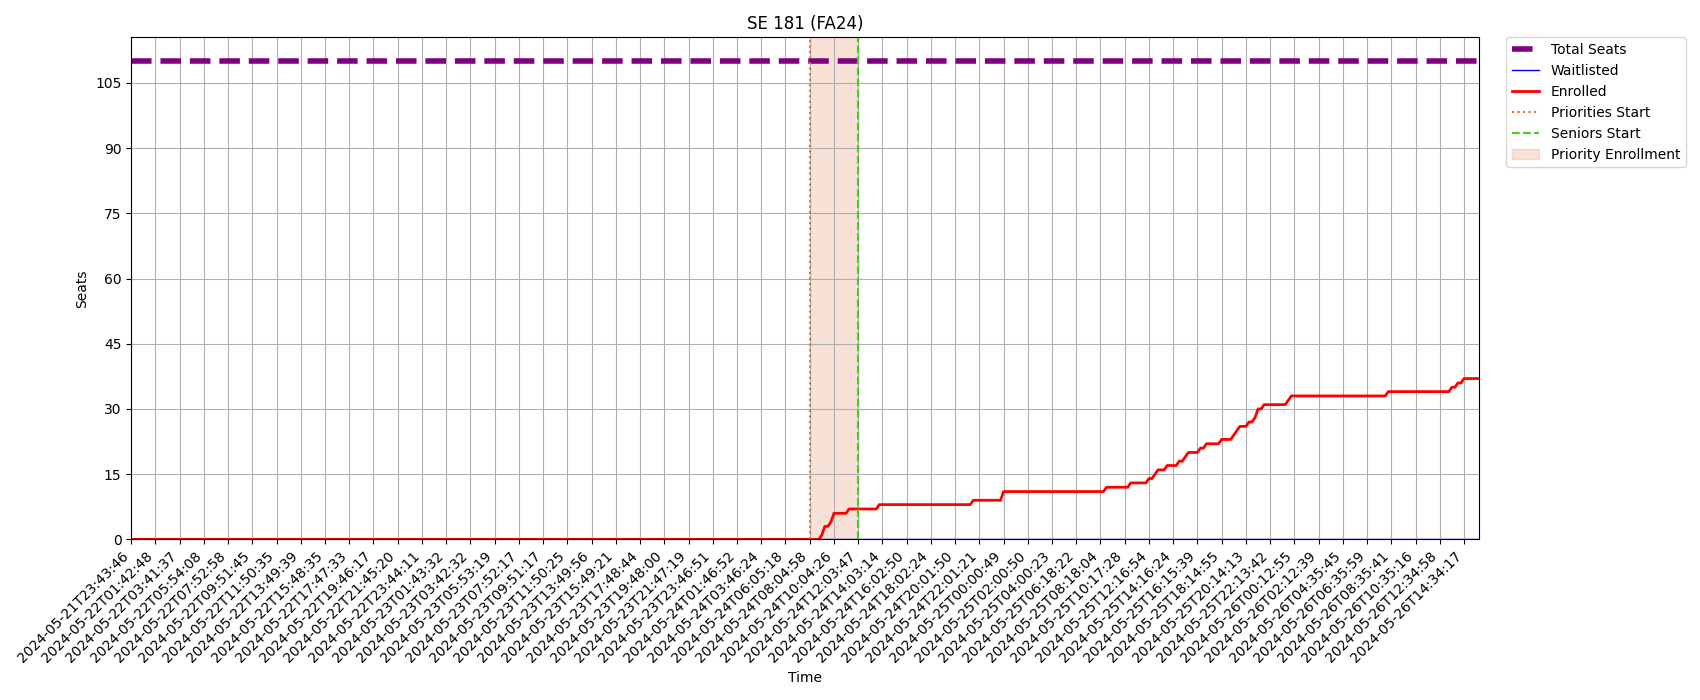 SE 181 (FA24)
Total Seats
Waitlisted
Enrolled
Priorities Start
Seniors Start
Priority Enrollment
Seats
105
90
75
60
45
30
15
0
2024-05-21T23:43:46
2024-05-22T01:42:48
2024-05-22T03:41:37
2024-05-22T05:54:08
2024-05-22T07:52:58
2024-05-22T09:51:45
2024-05-22T11:50:35
2024-05-22T13:49:39
2024-05-22T15:48:35
2024-05-22T17:47:33
2024-05-22T19:46:17
2024-05-22T21:45:20
2024-05-22T23:44:11
2024-05-23T01:43:32
2024-05-23T03:42:32
2024-05-23T05:53:19
2024-05-23T07:52:17
2024-05-23T09:51:17
2024-05-23T11:50:25
2024-05-23T13:49:56
2024-05-23T15:49:21
2024-05-23T17:48:44
2024-05-23T19:48:00
2024-05-23T21:47:19
2024-05-23T23:46:51
2024-05-24T01:46:52
2024-05-24T03:46:24
2024-05-24T06:05:18
2024-05-24T08:04:58
2024-05-24T10:04:26
2024-05-24T12:03:47
2024-05-24T14:03:14
2024-05-24T16:02:50
2024-05-24T18:02:24
2024-05-24T20:01:50
2024-05-24T22:01:21
2024-05-25T00:00:49
2024-05-25T02:00:50
2024-05-25T04:00:23
2024-05-25T06:18:22
2024-05-25T08:18:04
2024-05-25T10:17:28
2024-05-25T12:16:54
2024-05-25T14:16:24
2024-05-25T16:15:39
2024-05-25T18:14:55
2024-05-25T20:14:13
2024-05-25T22:13:42
2024-05-26T00:12:55
2024-05-26T02:12:39
2024-05-26T04:35:45
2024-05-26T06:35:59
2024-05-26T08:35:41
2024-05-26T10:35:16
2024-05-26T12:34:58
2024-05-26T14:34:17
Time